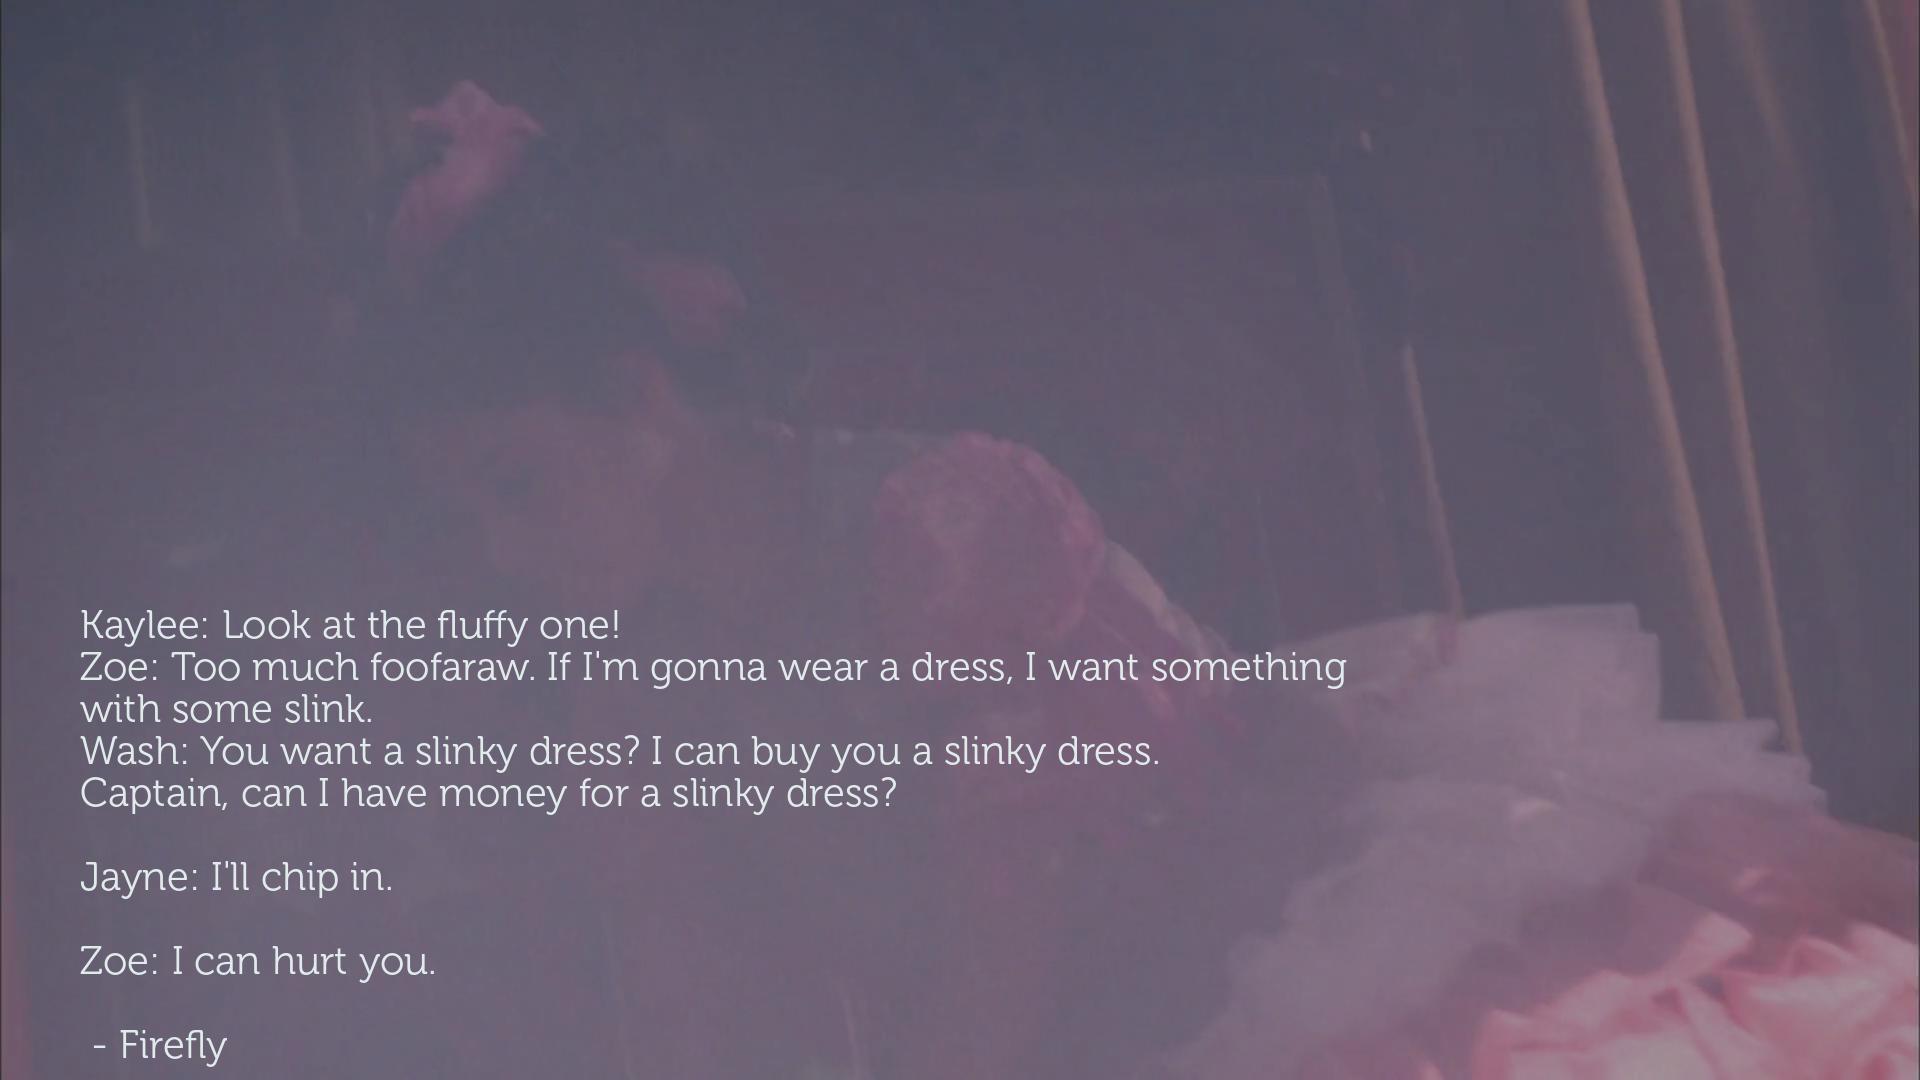 Kaylee: Look at the fluffy one!
Zoe: Too much foofaraw. If I'm gonna wear a dress, I want something
with some slink.
Wash: You want a slinky dress? I can buy you a slinky dress.
Captain, can I have money for a slinky dress?
Jayne: I'll chip in.
Zoe: I can hurt you.
- Firefly